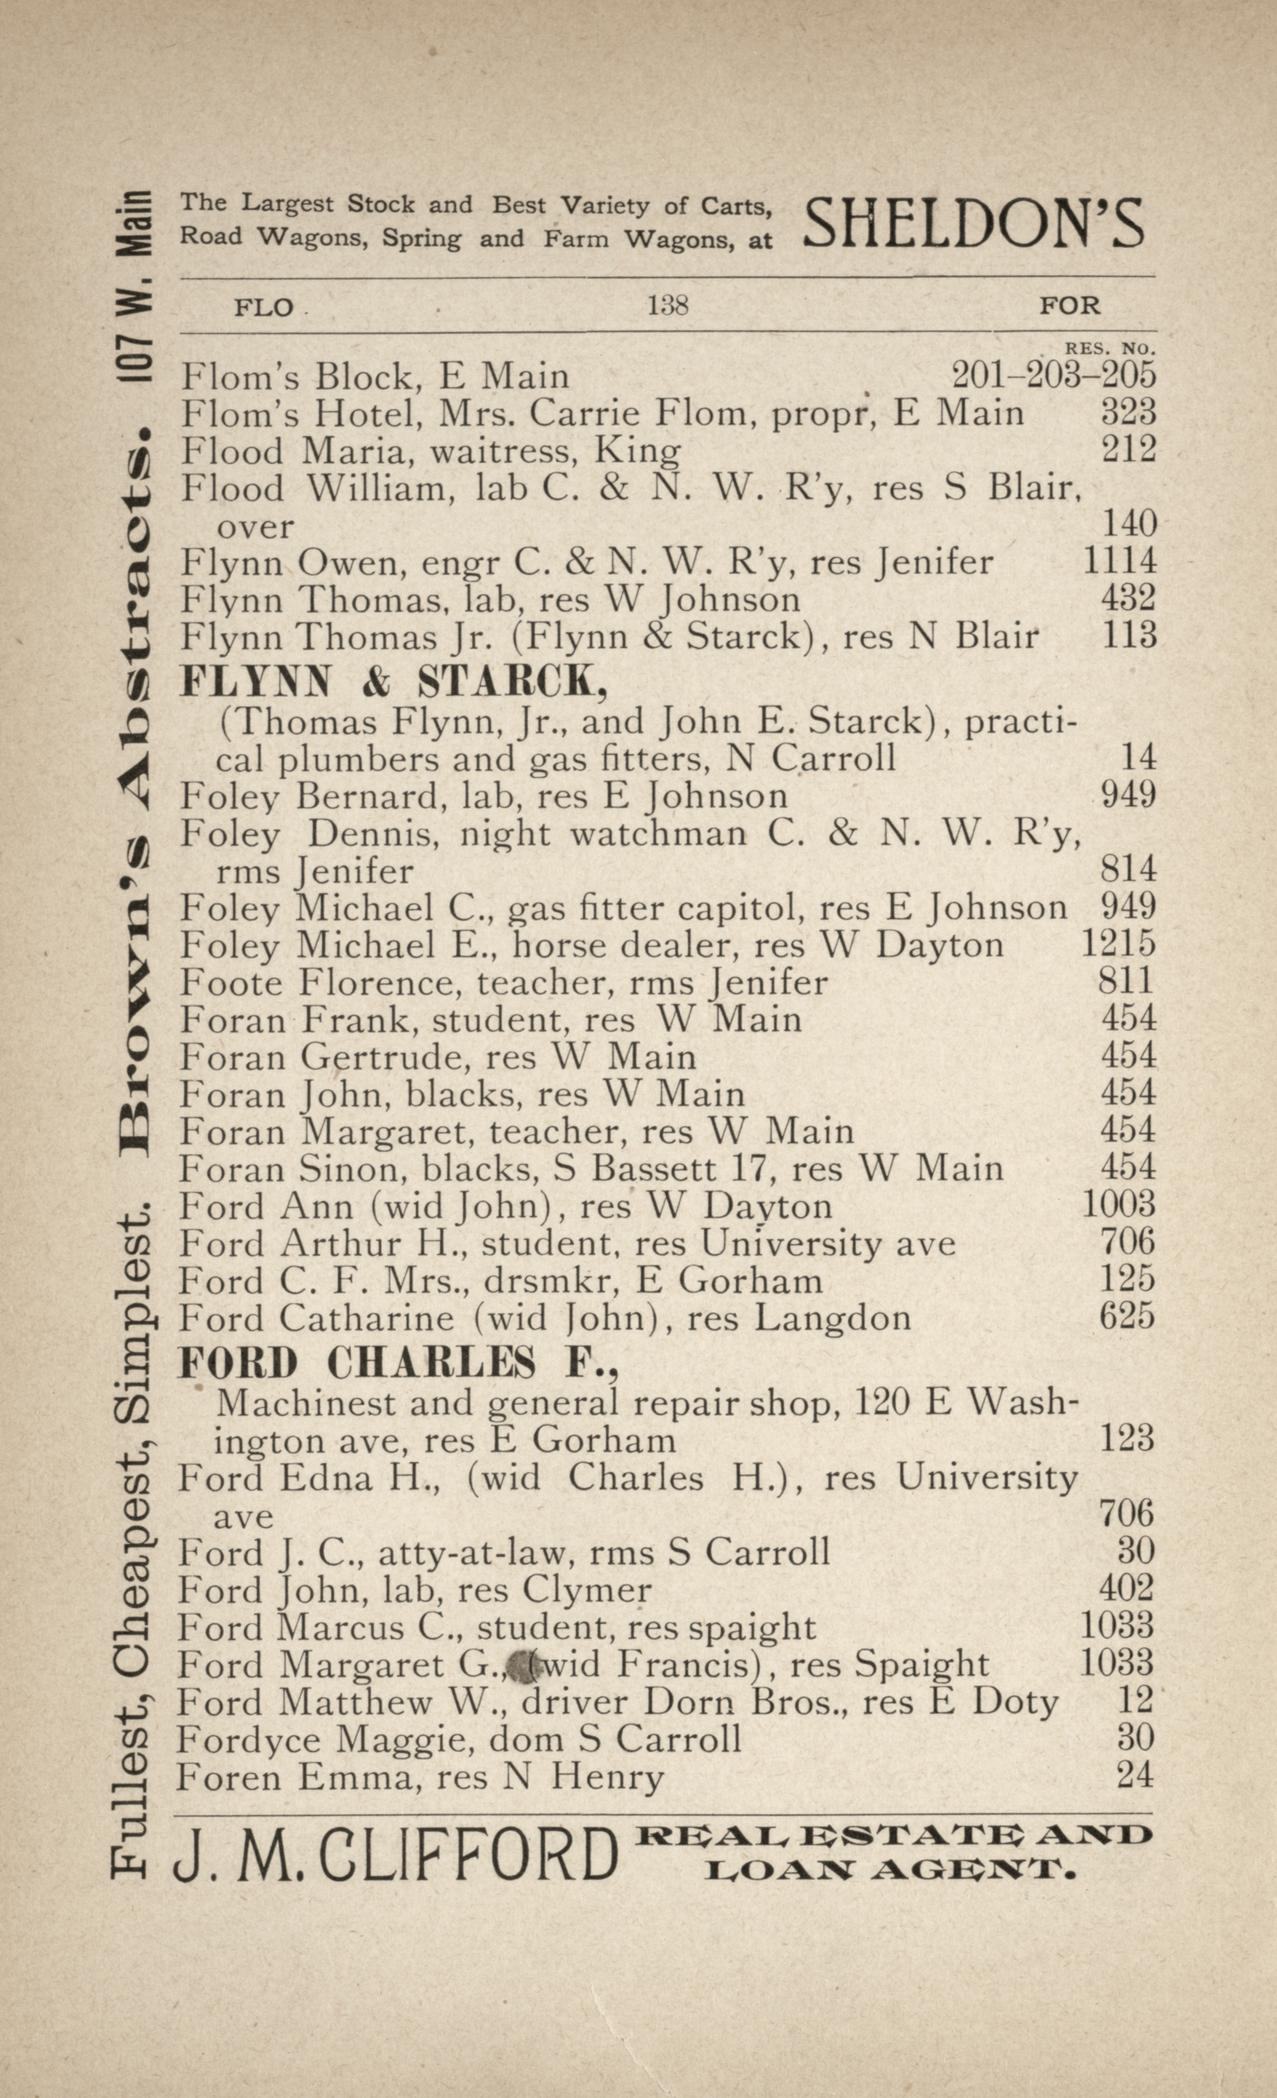 The Largest Stock and Best Variety of Carts,
Road Wagons, Spring and Farm Wagons, at
SHELDON'S
FLO 138 FOR
RES. NO.
Flom's Block, E Main 201–203–205
Flom's Hotel, Mrs. Carrie Flom, propr, E Main 323
Flood Maria, waitress, King 212
Flood William, lab C. & N. W. R'y, res S Blair,
over 140
Flynn Owen, engr C. & N. W. R'y, res Jenifer 1114
Flynn Thomas, lab, res W Johnson 432
Flynn Thomas Jr. (Flynn & Starck), res N Blair 113
FLYNN & STARCK,
(Thomas Flynn, Jr., and John E. Starck), practi-
cal plumbers and gas fitters, N Carroll 14
Foley Bernard, lab, res E Johnson 949
Foley Dennis, night watchman C. & N. W. R'y,
rms Jenifer 814
Foley Michael C., gas fitter capitol, res E Johnson 949
Foley Michael E., horse dealer, res W Dayton 1215
Foote Florence, teacher, rms Jenifer 811
Foran Frank, student, res W Main 454
Foran Gertrude, res W Main 454
Foran John, blacks, res W Main 454
Foran Margaret, teacher, res W Main 454
Foran Sinon, blacks, S Bassett 17, res W Main 454
Ford Ann (wid John), res W Dayton 1003
Ford Arthur H., student, res University ave 706
Ford C. F. Mrs., drsmkr, E Gorham 125
Ford Catharine (wid John), res Langdon 625
FORD CHARLES F.,
Machinest and general repair shop, 120 E Wash-
ington ave, res E Gorham 123
Ford Edna H., (wid Charles H.), res University
ave 706
Ford J. C., atty-at-law, rms S Carroll 30
Ford John, lab, res Clymer 402
Ford Marcus C., student, res spaight 1033
Ford Margaret G., (wid Francis), res Spaight 1033
Ford Matthew W., driver Dorn Bros., res E Doty 12
Fordyce Maggie, dom S Carroll 30
Foren Emma, res N Henry 24
J. M. CLIFFORD
REAL ESTATE AND
LOAN AGENT.
Fullest, Cheapest, Simplest. Brown's Abstracts. 107 W. Main